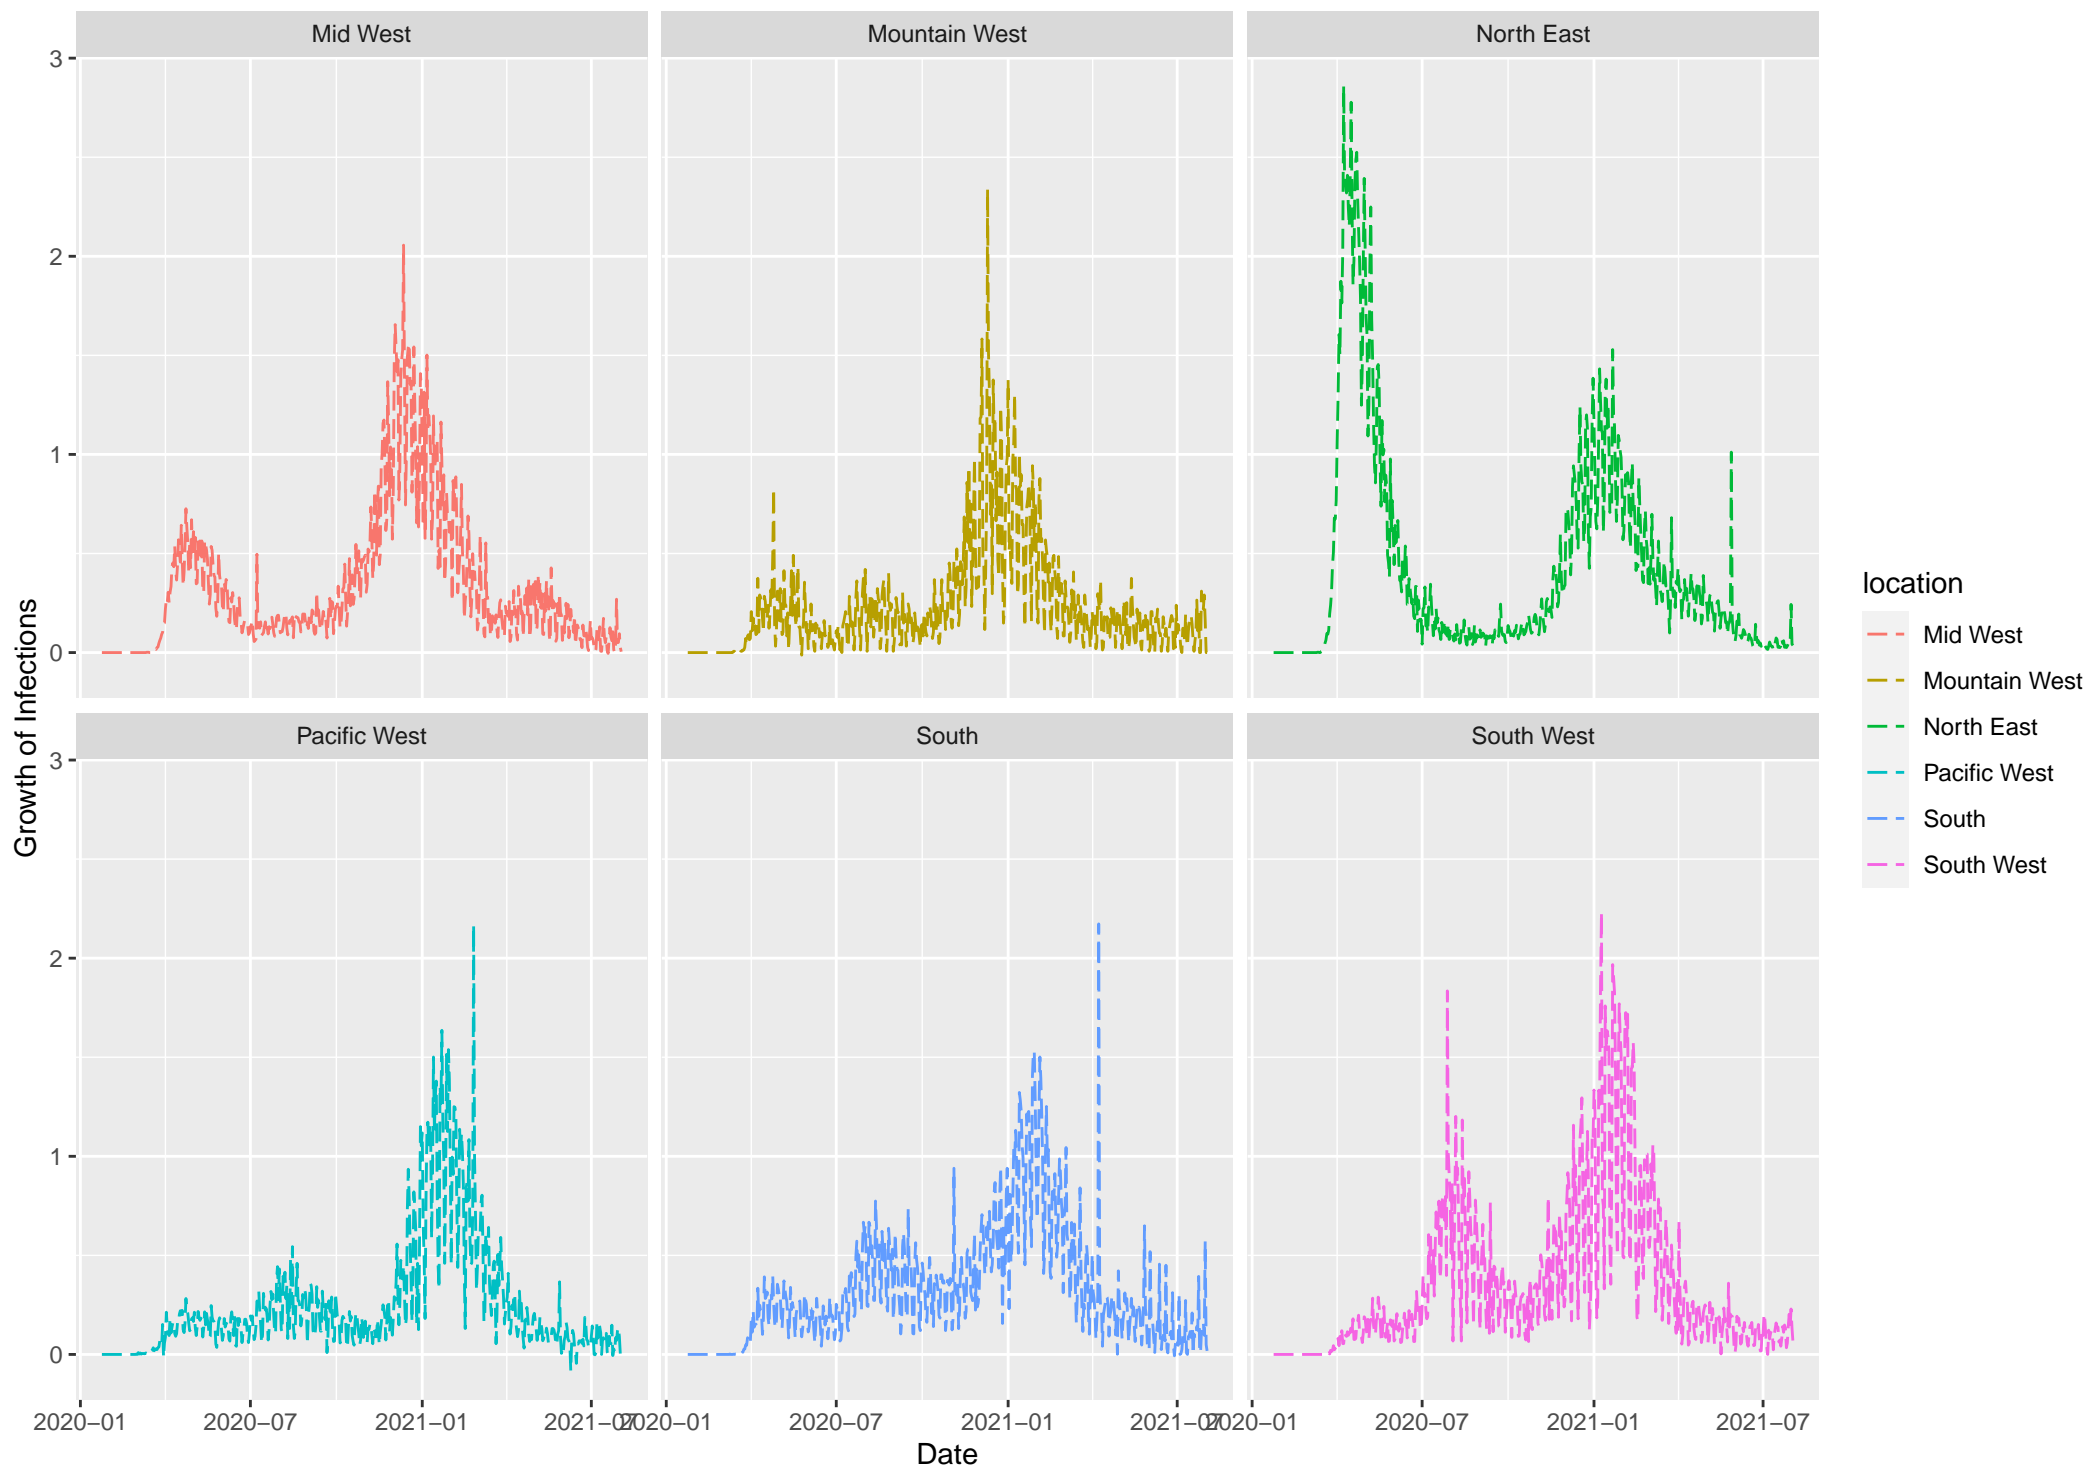 Mid West
Mountain West
North East
3
2
1
0
Pacific West
South
South West
3
2
1
0
Growth of Infections
2020–01
2020–07
2021–01
2021–07
2020–01
2020–07
2021–01
2021–07
2020–01
2020–07
2021–01
2021–07
Date
location
Mid West
Mountain West
North East
Pacific West
South
South West